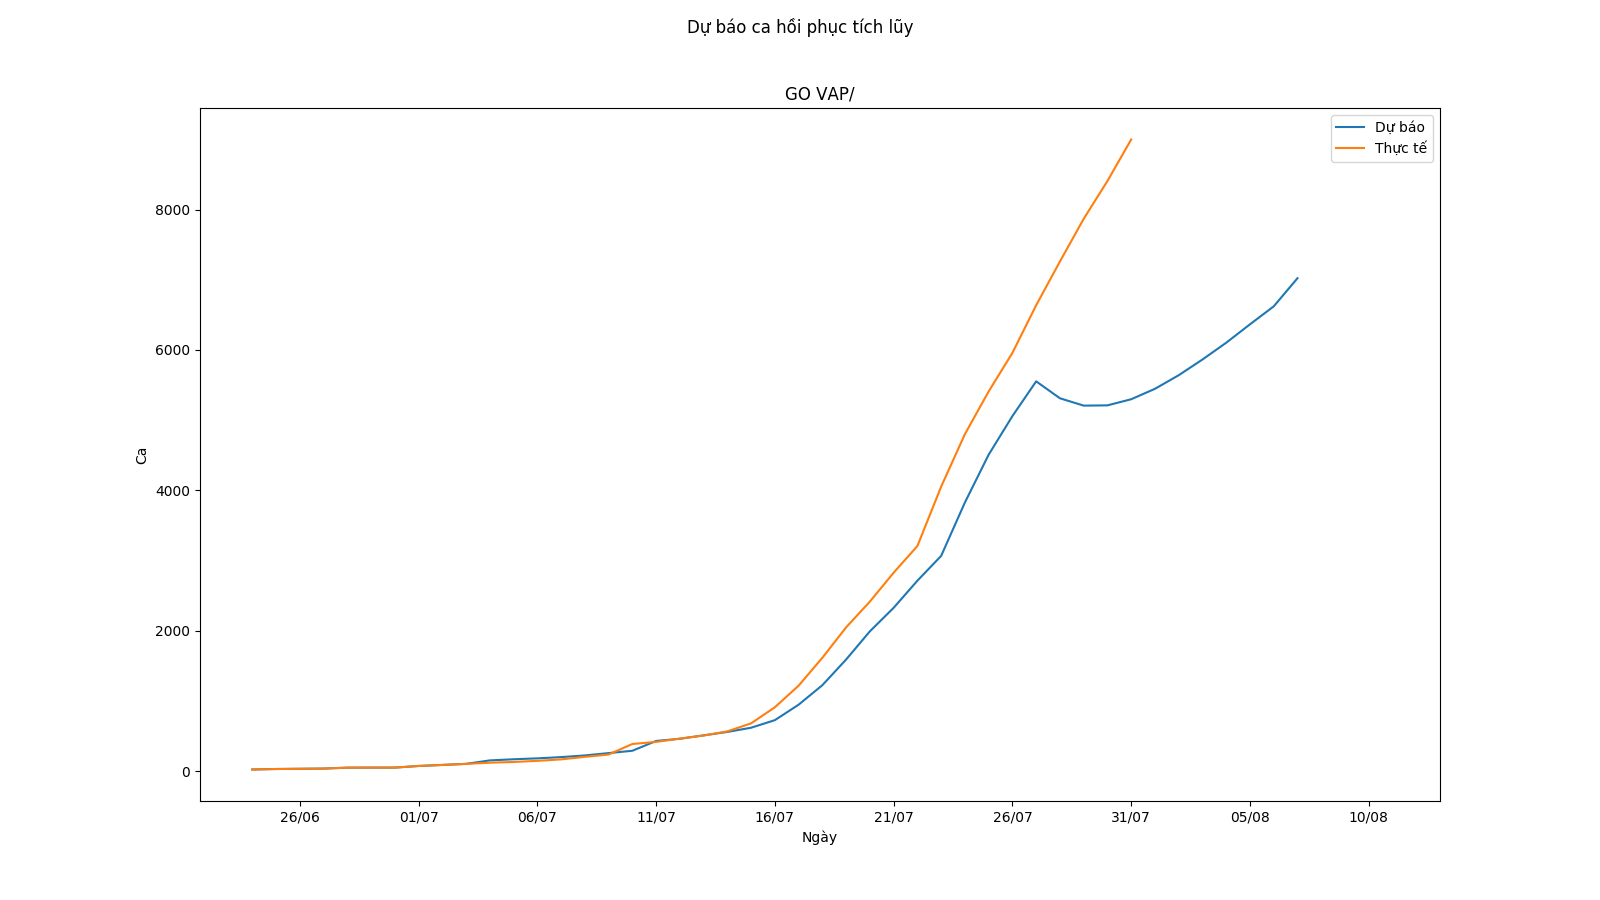 Dự báo ca hồi phục tích lũy
GO VAP/
Dự báo
Thực tế
8000
6000
4000
2000
0
Ca
26/06
01/07
06/07
11/07
16/07
21/07
26/07
31/07
05/08
10/08
Ngày